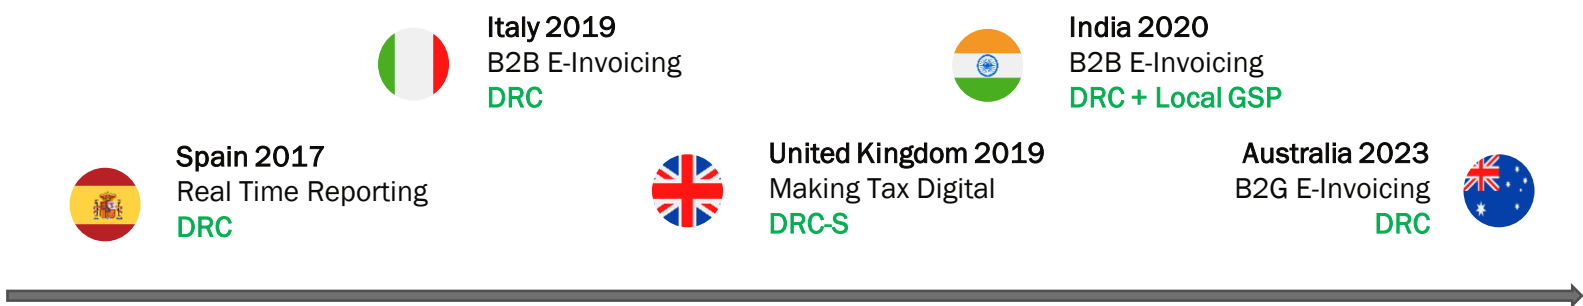 Italy 2019
B2B E-Invoicing
DRC
India 2020
B2B E-Invoicing
DRC + Local GSP
Spain 2017
Real Time Reporting
DRC
United Kingdom 2019
Making Tax Digital
DRC-S
Australia 2023
B2G E-Invoicing
DRC